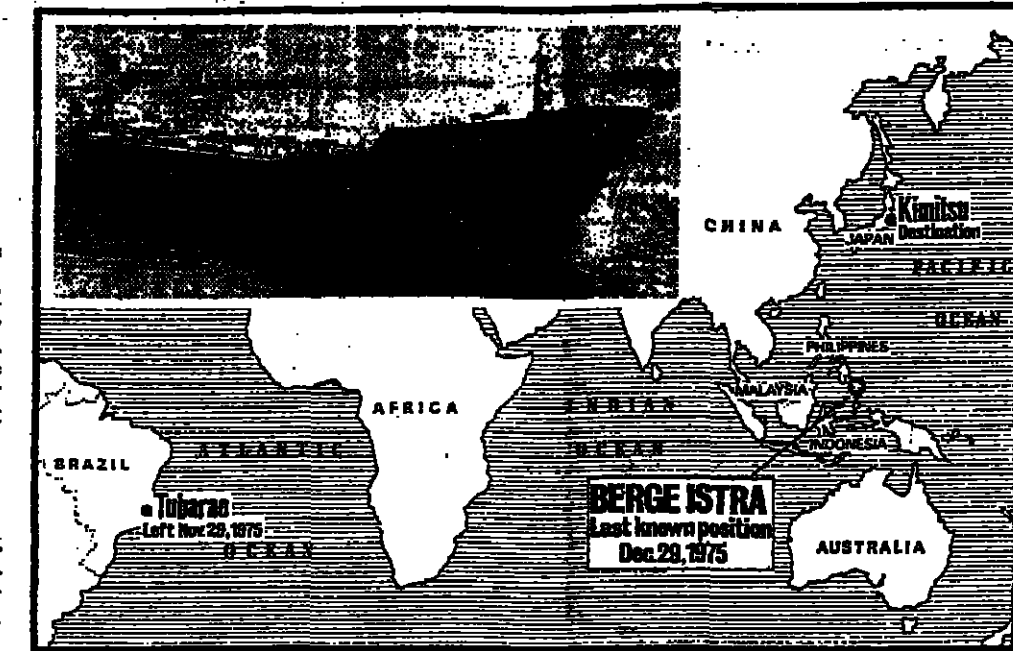 CHINA
Kimitsu
Destination
JAPAN
PACIFIC
OCEAN
PHILIPPINES
MALAYSIA
AFRICA
INDIAN
OCEAN
ATLANTIC
OCEAN
INDONESIA
BRAZIL
Tubarao
Left Nov. 29, 1975
BERGE ISTRA
Last known position
Dec. 29, 1975
AUSTRALIA